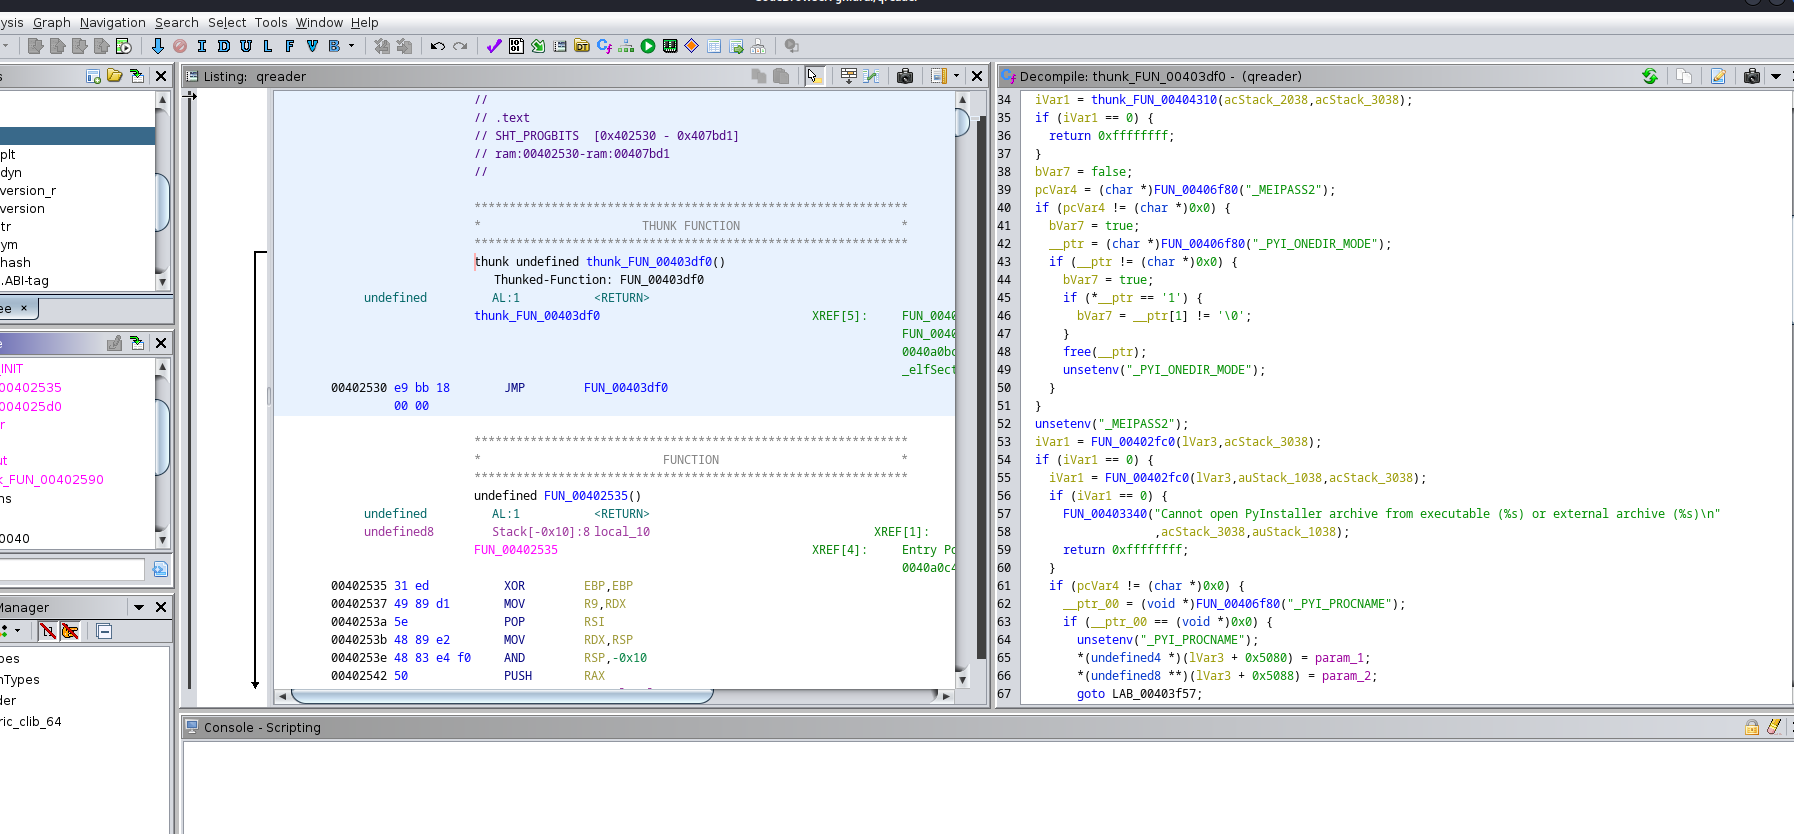 ysis Graph Navigation Search Select Tools Window Help
I D U L F V B
s
plt
dyn
version_r
version
tr
ym
hash
.ABI-tag
ee ×
e
_INIT
00402535
004025d0
r
ut
_FUN_00402590
ns
0040
Manager
pes
nTypes
der
ric_clib_64
Listing: qreader
//
// .text
// SHT_PROGBITS [0x402530 - 0x407bd1]
// ram:00402530-ram:00407bd1
//
**************************************************************
* THUNK FUNCTION *
**************************************************************
thunk undefined thunk_FUN_00403df0()
Thunked-Function: FUN_00403df0
undefined AL:1 <RETURN>
thunk_FUN_00403df0 XREF[5]: FUN_0040
FUN_0040
0040a0bc
_elfSect
00402530 e9 bb 18 JMP FUN_00403df0
00 00
**************************************************************
* FUNCTION *
**************************************************************
undefined FUN_00402535()
undefined AL:1 <RETURN>
undefined8 Stack[-0x10]:8 local_10 XREF[1]:
FUN_00402535 XREF[4]: Entry Po
0040a0c4
00402535 31 ed XOR EBP,EBP
00402537 49 89 d1 MOV R9,RDX
0040253a 5e POP RSI
0040253b 48 89 e2 MOV RDX,RSP
0040253e 48 83 e4 f0 AND RSP,-0x10
00402542 50 PUSH RAX
Decompile: thunk_FUN_00403df0 - (qreader)
34 iVar1 = thunk_FUN_00404310(acStack_2038,acStack_3038);
35 if (iVar1 == 0) {
36 return 0xffffffff;
37 }
38 bVar7 = false;
39 pcVar4 = (char *)FUN_00406f80("_MEIPASS2");
40 if (pcVar4 != (char *)0x0) {
41 bVar7 = true;
42 __ptr = (char *)FUN_00406f80("_PYI_ONEDIR_MODE");
43 if (__ptr != (char *)0x0) {
44 bVar7 = true;
45 if (*__ptr == '1') {
46 bVar7 = __ptr[1] != '\0';
47 }
48 free(__ptr);
49 unsetenv("_PYI_ONEDIR_MODE");
50 }
51 }
52 unsetenv("_MEIPASS2");
53 iVar1 = FUN_00402fc0(lVar3,acStack_3038);
54 if (iVar1 == 0) {
55 iVar1 = FUN_00402fc0(lVar3,auStack_1038,acStack_3038);
56 if (iVar1 == 0) {
57 FUN_00403340("Cannot open PyInstaller archive from executable (%s) or external archive (%s)\n"
58 ,acStack_3038,auStack_1038);
59 return 0xffffffff;
60 }
61 if (pcVar4 != (char *)0x0) {
62 __ptr_00 = (void *)FUN_00406f80("_PYI_PROCNAME");
63 if (__ptr_00 == (void *)0x0) {
64 unsetenv("_PYI_PROCNAME");
65 *(undefined4 *)(lVar3 + 0x5080) = param_1;
66 *(undefined8 **)(lVar3 + 0x5088) = param_2;
67 goto LAB_00403f57;
Console - Scripting